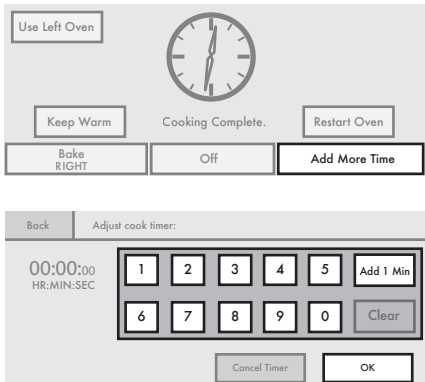 Use Left Oven
Keep Warm
Cooking Complete.
Restart Oven
Bake
RIGHT
Off
Add More Time
Back
Adjust cook timer:
00:00:00
HR:MIN:SEC
1 2 3 4 5 Add 1 Min
6 7 8 9 0 Clear
Cancel Timer
OK